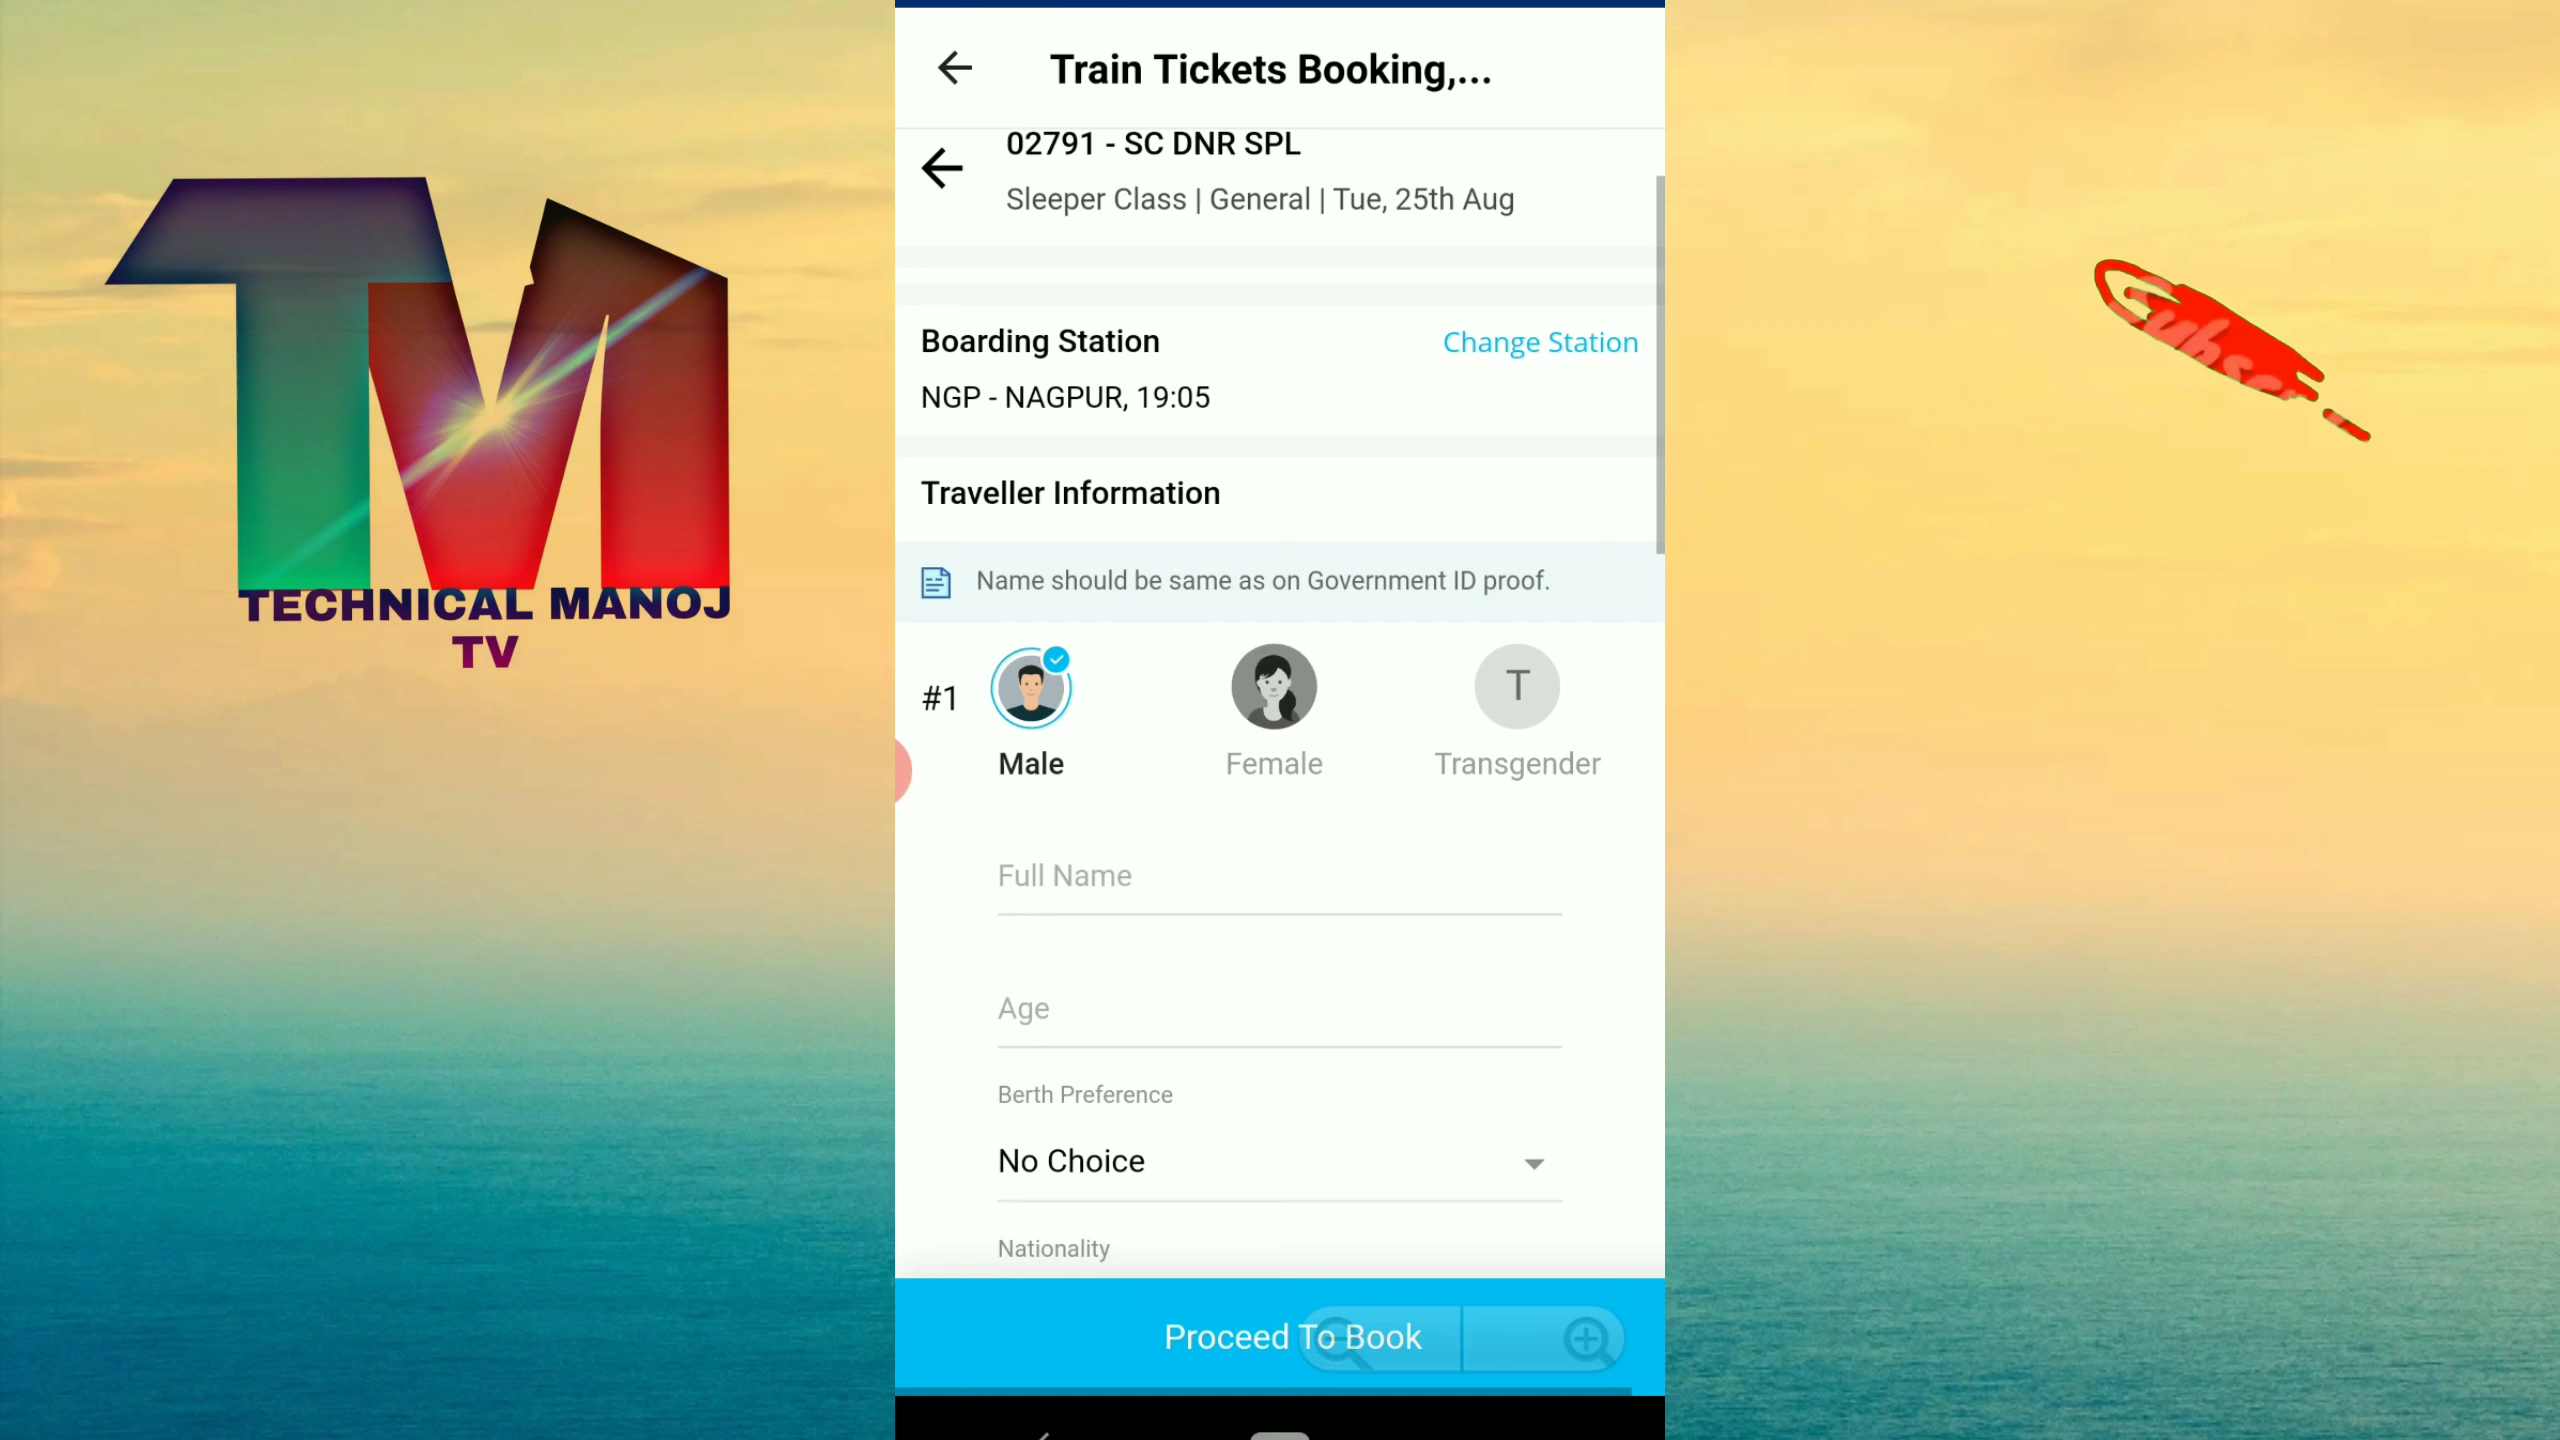 TECHNICAL MANOJ
TV
Train Tickets Booking,...
02791 - SC DNR SPL
Sleeper Class | General | Tue, 25th Aug
Boarding Station
Change Station
NGP - NAGPUR, 19:05
Traveller Information
Name should be same as on Government ID proof.
#1
T
Male
Female
Transgender
Full Name
Age
Berth Preference
No Choice
Nationality
Proceed To Book